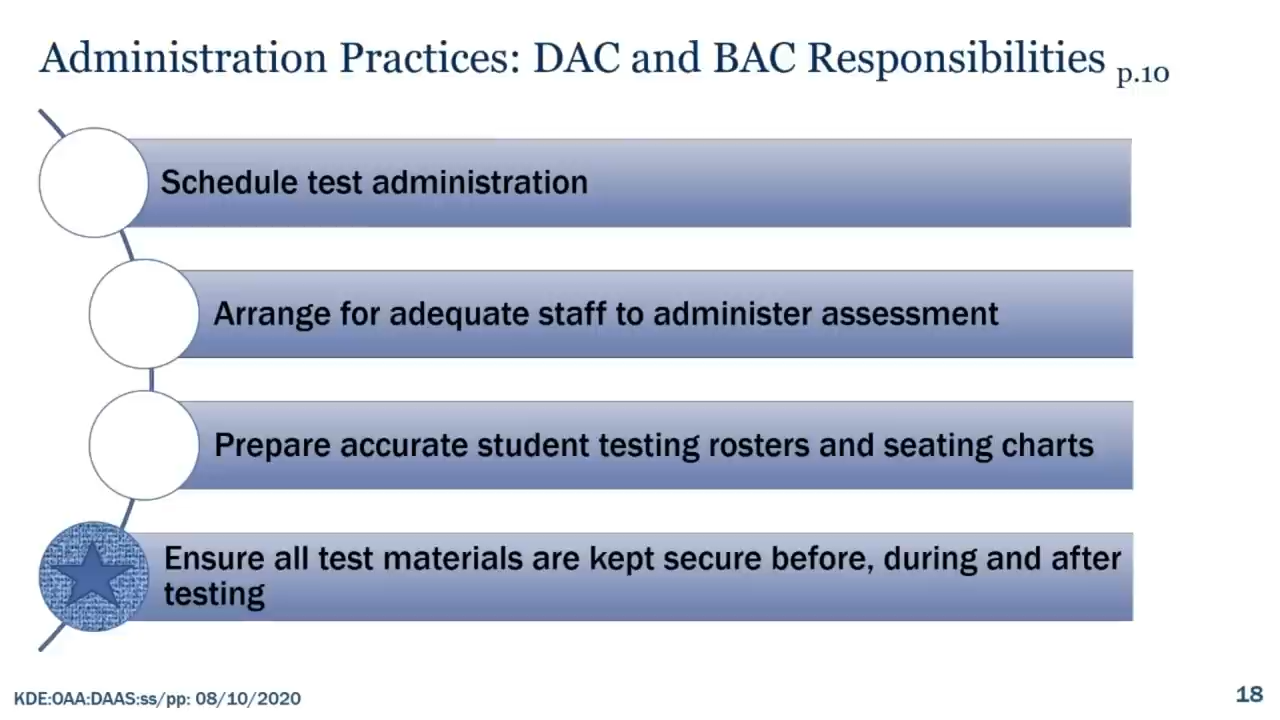 Administration Practices: DAC and BAC Responsibilities p.10
Schedule test administration
Arrange for adequate staff to administer assessment
Prepare accurate student testing rosters and seating charts
Ensure all test materials are kept secure before, during and after
testing
KDE:OAA:DAAS:ss/pp: 08/10/2020
18